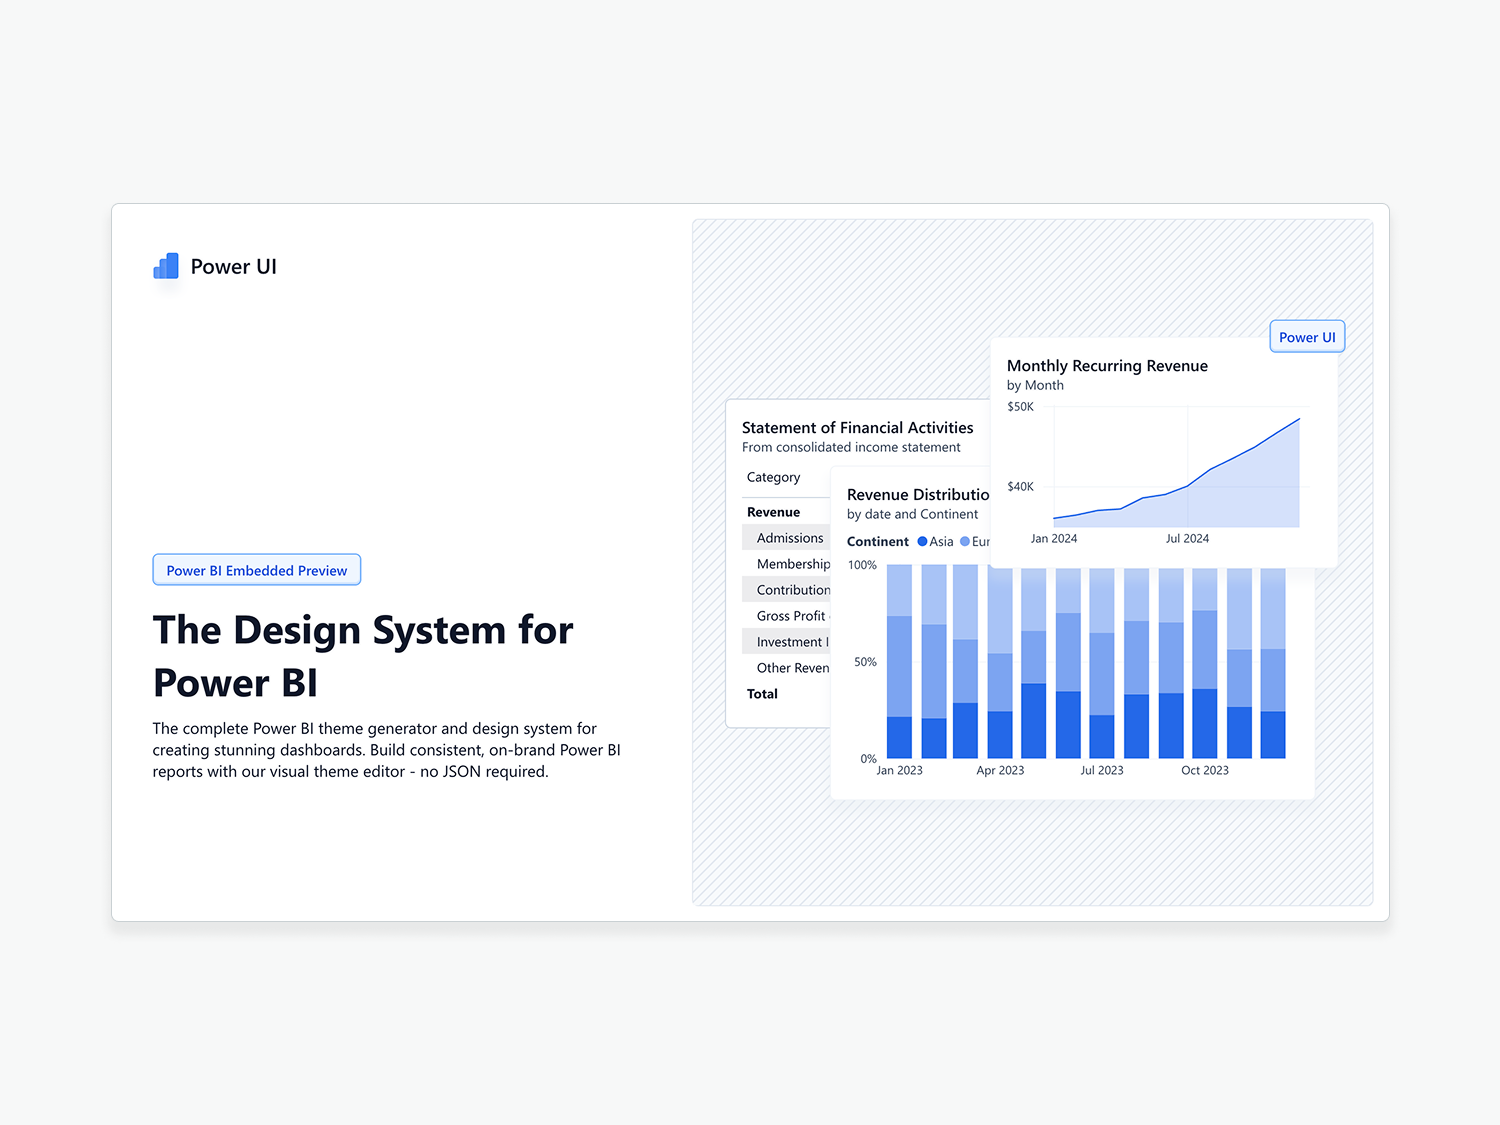 Power UI
Power BI Embedded Preview
The Design System for
Power BI
The complete Power BI theme generator and design system for
creating stunning dashboards. Build consistent, on-brand Power BI
reports with our visual theme editor - no JSON required.
Power UI
Monthly Recurring Revenue
by Month
$50K
$40K
Jan 2024
Jul 2024
Statement of Financial Activities
From consolidated income statement
Category
Revenue
Admissions
Membership
Contribution
Gross Profit
Investment I
Other Reven
Total
Revenue Distributio
by date and Continent
Continent Asia Eur
100%
50%
0%
Jan 2023 Apr 2023 Jul 2023 Oct 2023